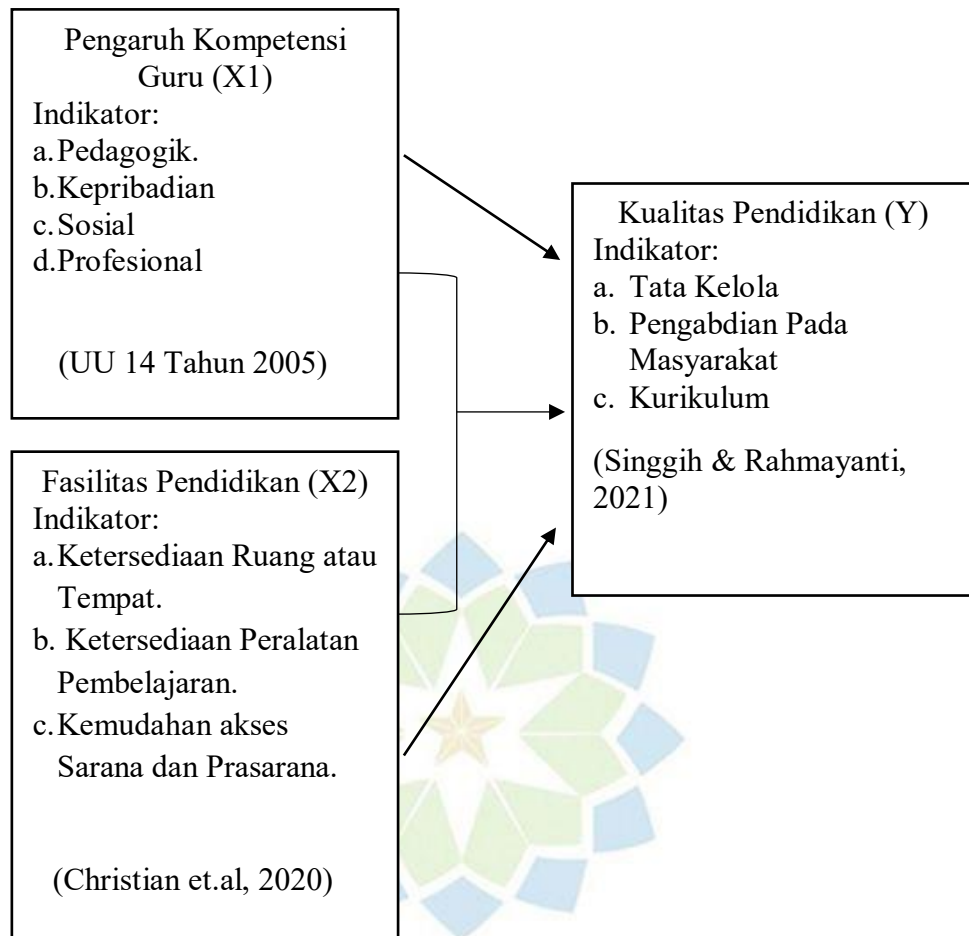 Pengaruh Kompetensi
Guru (X1)
Indikator:
a.Pedagogik.
b.Kepribadian
c.Sosial
d.Profesional
(UU 14 Tahun 2005)
Fasilitas Pendidikan (X2)
Indikator:
a.Ketersediaan Ruang atau
Tempat.
b. Ketersediaan Peralatan
Pembelajaran.
c.Kemudahan akses
Sarana dan Prasarana.
(Christian et.al, 2020)
Kualitas Pendidikan (Y)
Indikator:
a. Tata Kelola
b. Pengabdian Pada
Masyarakat
c. Kurikulum
(Singgih & Rahmayanti,
2021)